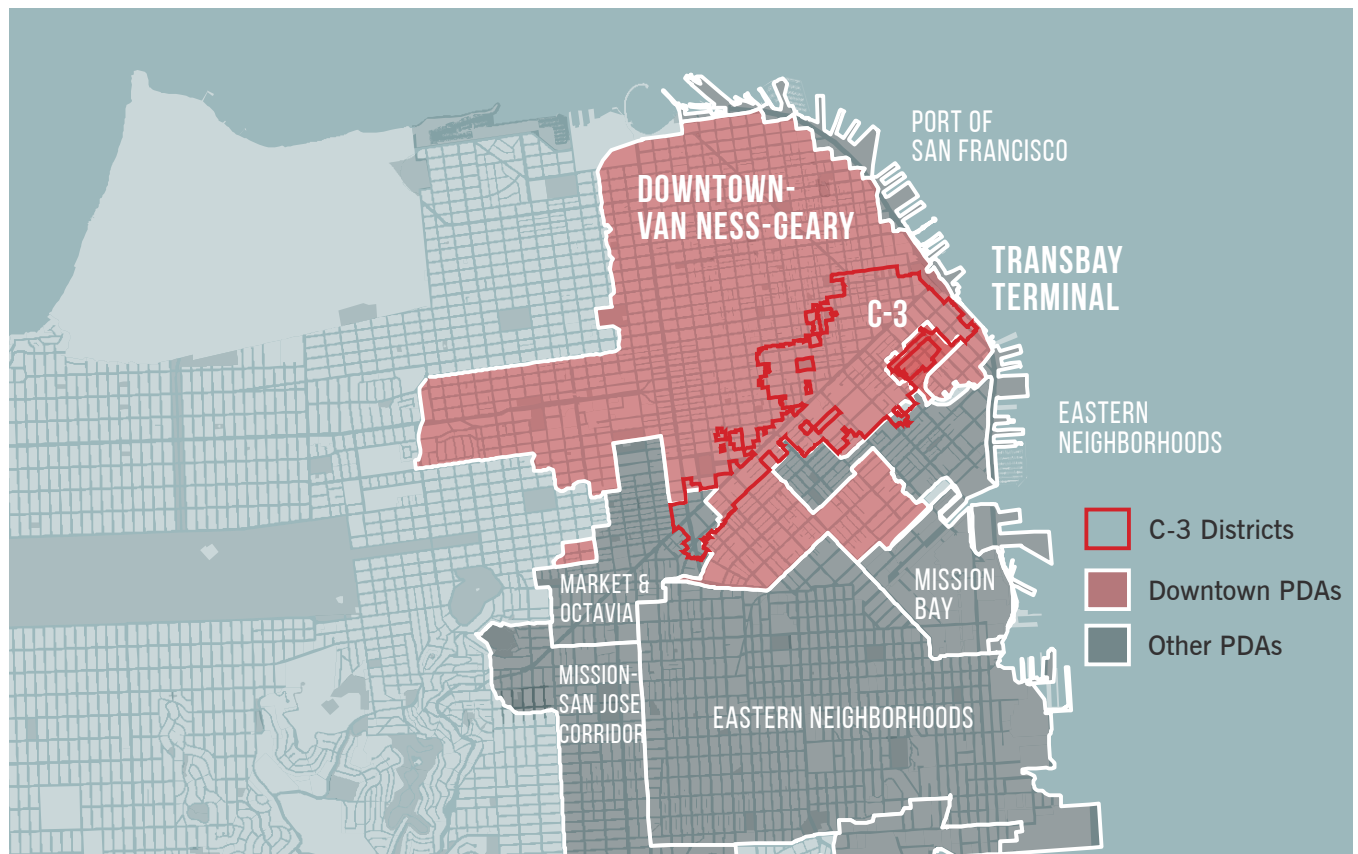 PORT OF
SAN FRANCISCO
DOWNTOWN-
VAN NESS-GEARY
TRANSBAY
TERMINAL
C-3
EASTERN
NEIGHBORHOODS
C-3 Districts
Downtown PDAs
Other PDAs
MARKET &
OCTAVIA
MISSION
BAY
MISSION-
SAN JOSE
CORRIDOR
EASTERN NEIGHBORHOODS